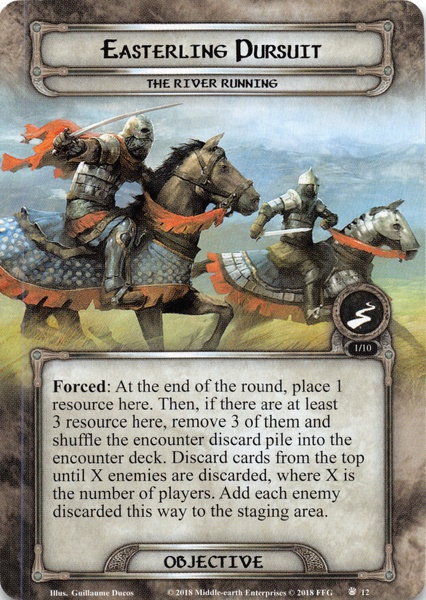 Easterling Pursuit
The River Running
1/10
Forced: At the end of the round, place 1
resource here. Then, if there are at least
3 resource here, remove 3 of them and
shuffle the encounter discard pile into the
encounter deck. Discard cards from the top
until X enemies are discarded, where X is
the number of players. Add each enemy
discarded this way to the staging area.
Objective
Illus. Guillaume Ducos © 2018 Middle-earth Enterprises © 2018 FFG 12